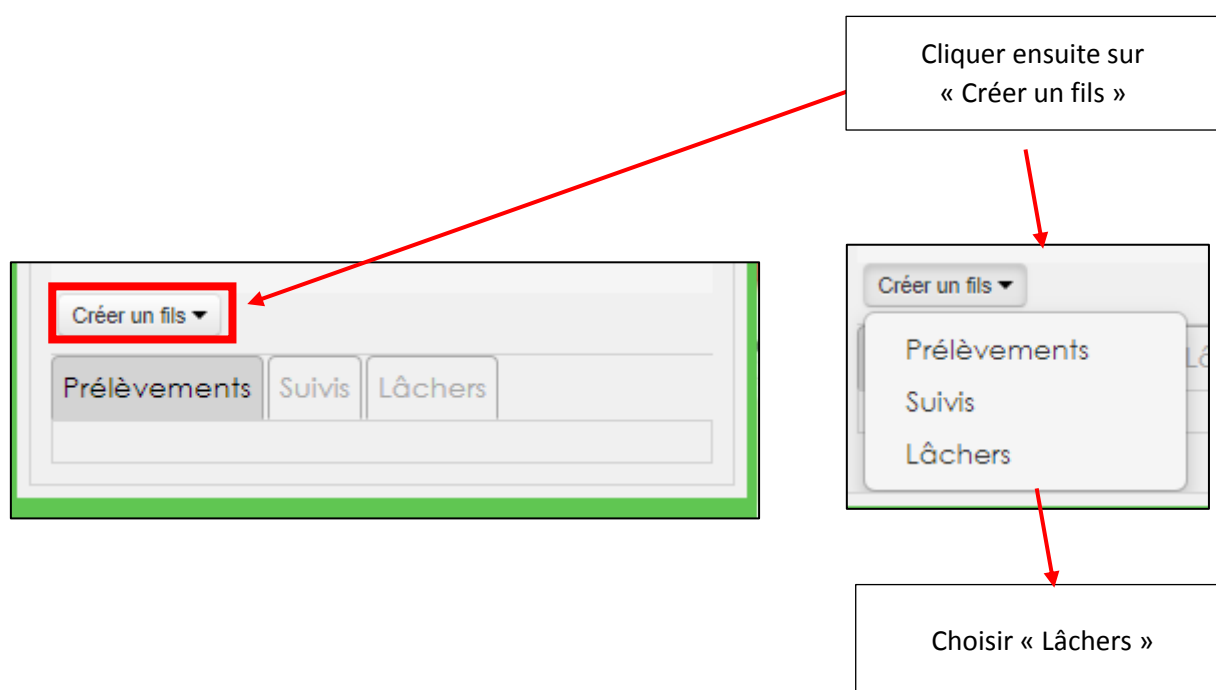 Cliquer ensuite sur
« Créer un fils »
Créer un fils
Prélèvements Suivis Lâchers
Créer un fils
Prélèvements
Suivis
Lâchers
Choisir « Lâchers »